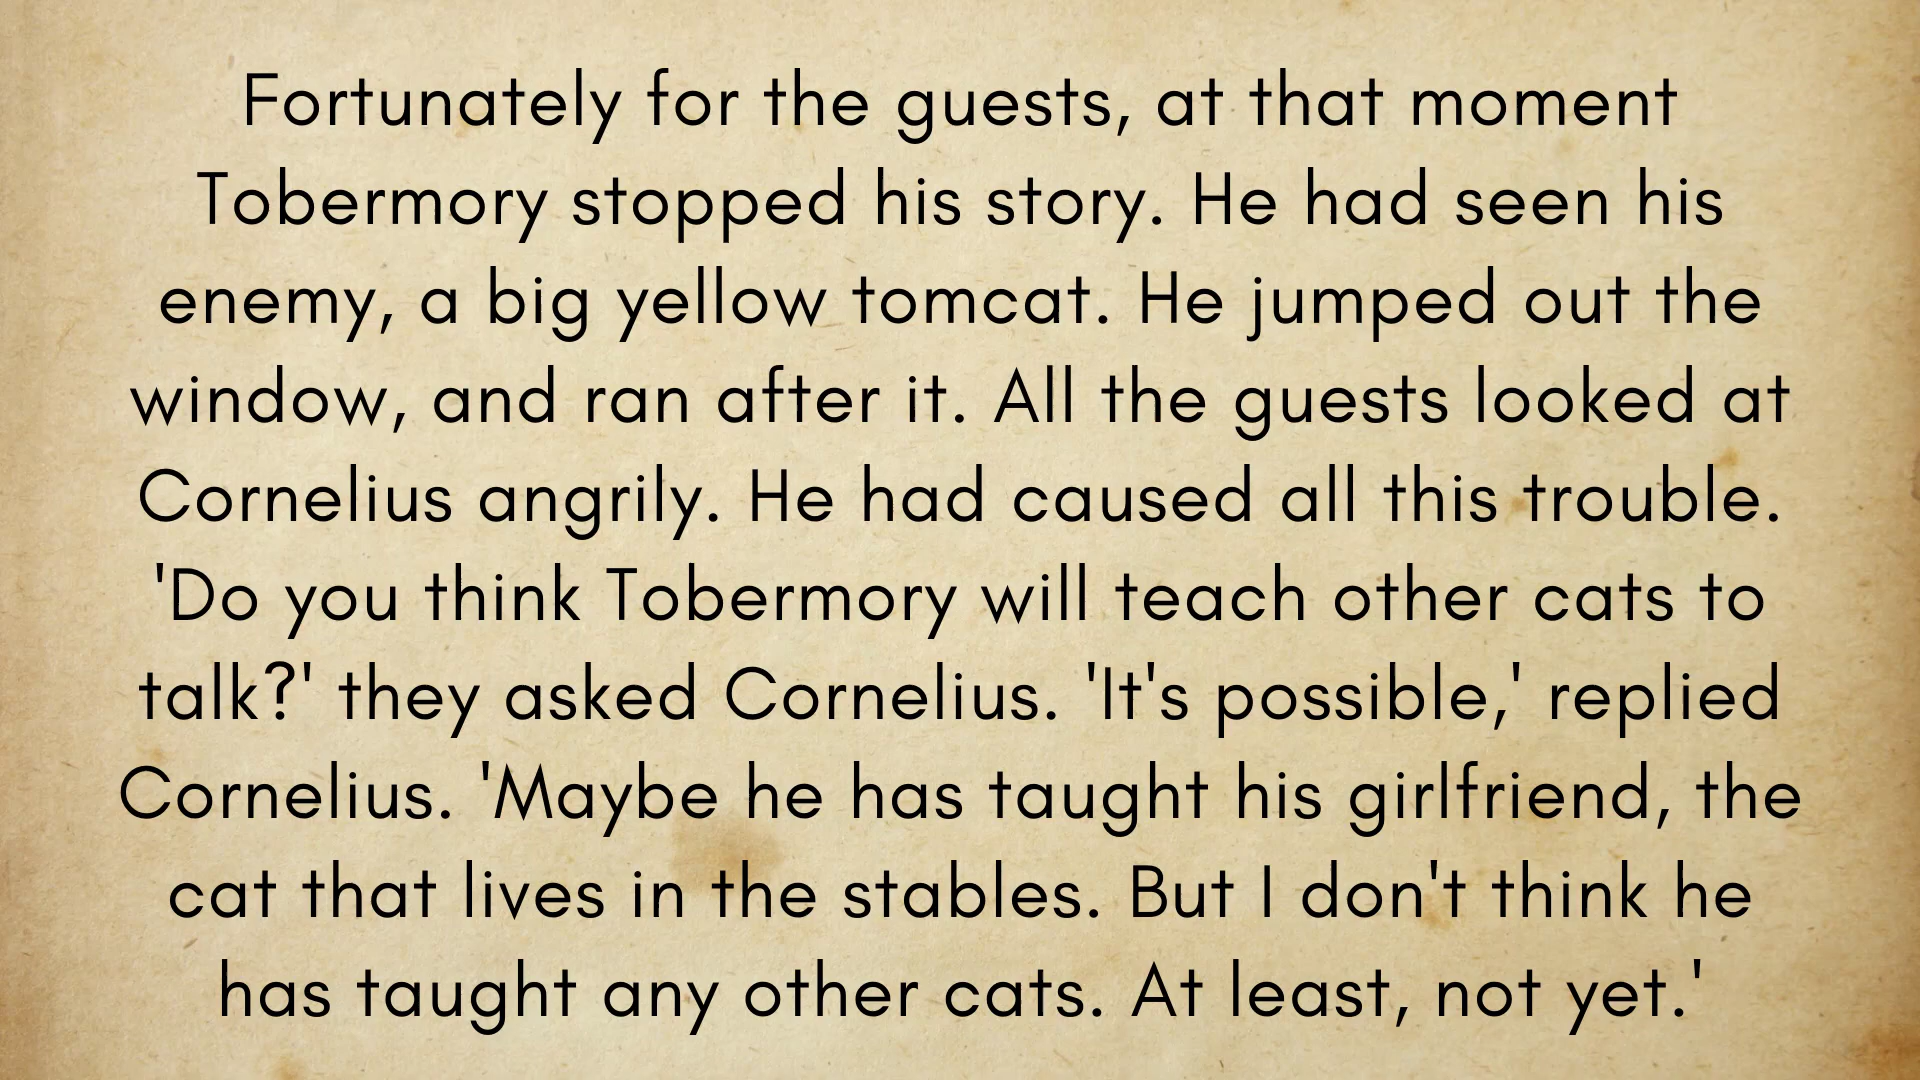 Fortunately for the guests, at that moment
Tobermory stopped his story. He had seen his
enemy, a big yellow tomcat. He jumped out the
window, and ran after it. All the guests looked at
Cornelius angrily. He had caused all this trouble.
'Do you think Tobermory will teach other cats to
talk?' they asked Cornelius. 'It's possible,' replied
Cornelius. 'Maybe he has taught his girlfriend, the
cat that lives in the stables. But I don't think he
has taught any other cats. At least, not yet.'